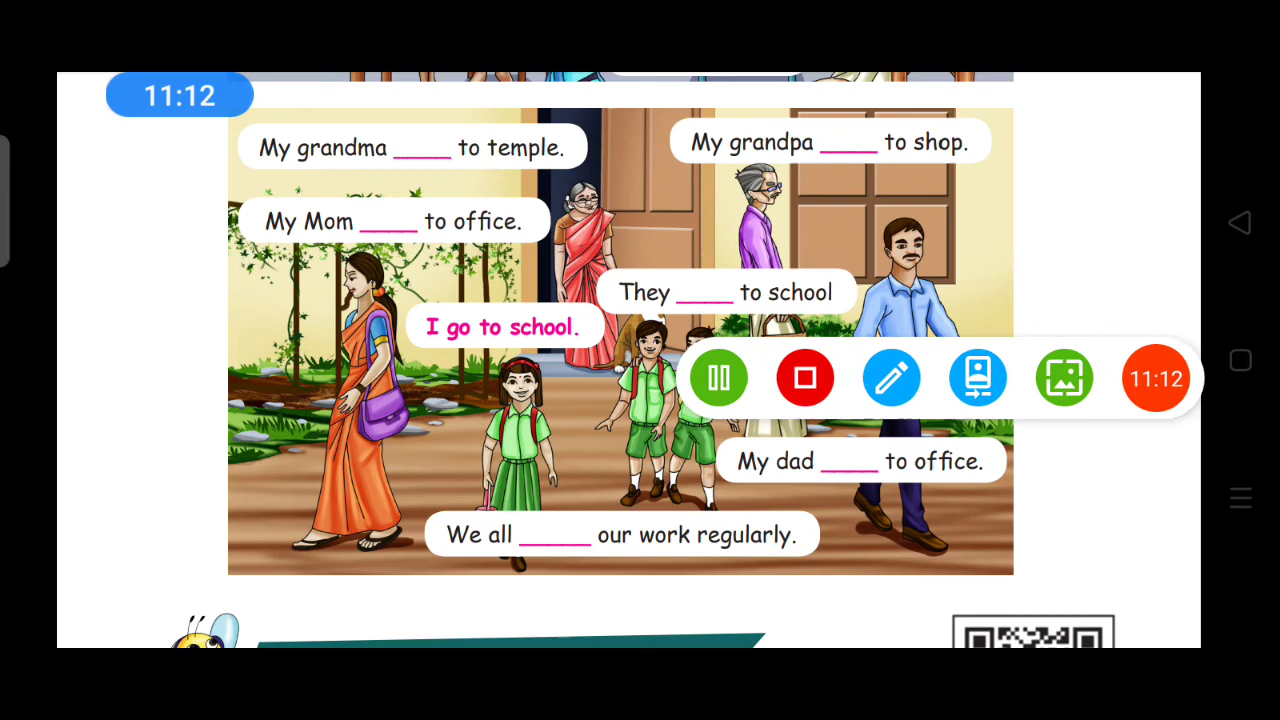 11:12
My grandma _____ to temple.
My grandpa _____ to shop.
My Mom _____ to office.
They _____ to school
I go to school.
11:12
My dad _____ to office.
We all ______ our work regularly.